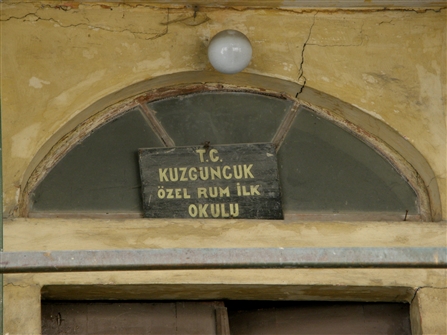 T.C.
KUZGUNCUK
ÖZEL RUM İLK
OKULU